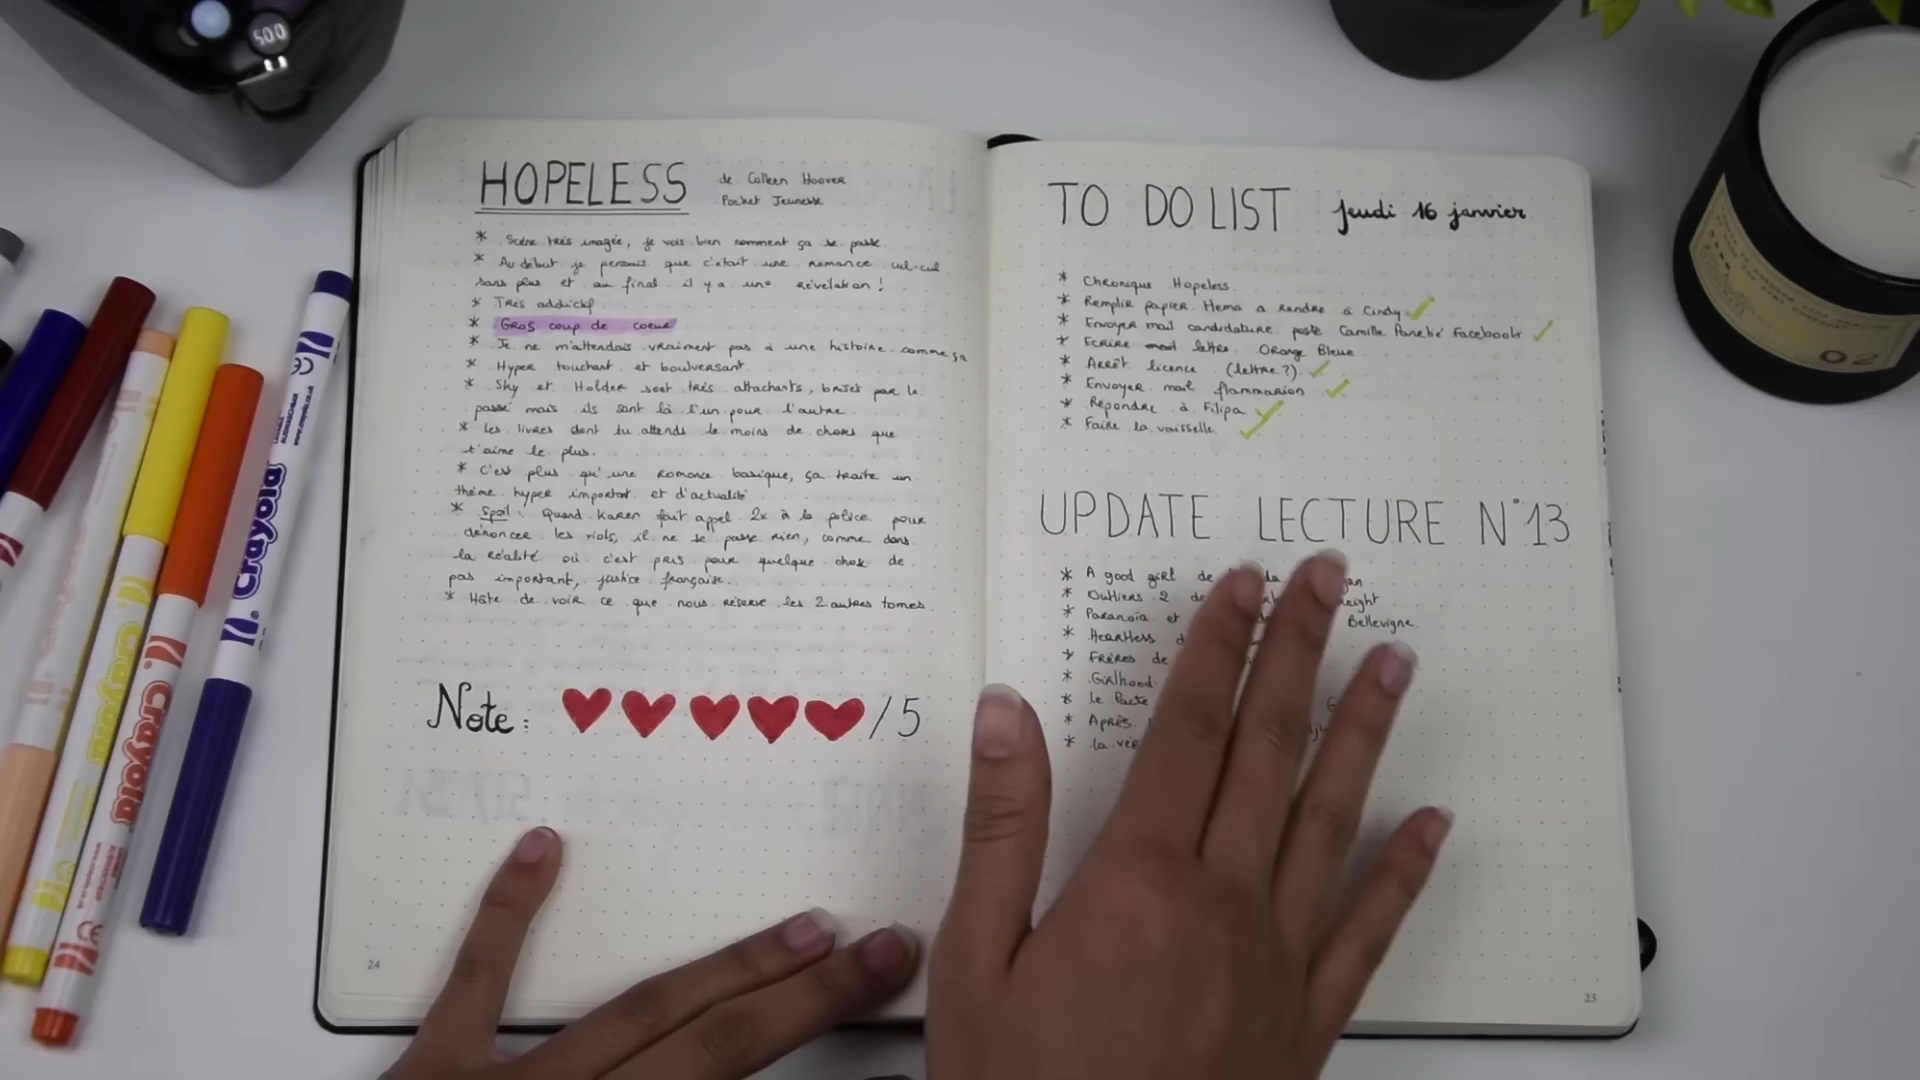 HOPELESS
de Colleen Hoover
Pocket Jeunesse
* Scène très imagée, je vois bien comment ça se passe
* Au début je pensais que c'était une romance cul-cul
sans plus et au final il y a une révélation !
* Très addictif
* Gros coup de coeur
* Je ne m'attendais vraiment pas à une histoire comme ça
* Hyper touchant et boulversant
* Sky et Holder sont très attachants, brisés par le
passé mais ils sont là l'un pour l'autre.
* Les livres dont tu attends le moins de choses que
t'aime le plus.
* C'est plus qu'une romance basique, ça traite un
thème hyper important et d'actualité
* Spoil : Quand Karen fait appel 2x à la police pour
dénoncer les viols, il ne se passe rien, comme dans
la réalité où c'est pris pour quelque chose de
pas important, justice française.
* Hâte de voir ce que nous réserve les 2 autres tomes.
Note : /5
24
TO DO LIST jeudi 16 janvier
* Chronique Hopeless
* Remplir papier Hema a rendre à Cindy
* Envoyer mail candidature poste Camille Facebook
* Ecrire lettre Orange Bleue
* Arrêt licence (lettre ?)
* Envoyer mail flammarion
* Répondre à Filipa
* Faire la vaisselle
UPDATE LECTURE N°13
* A good girl de
* Outliers 2 de
* Paranoïa et Bellevigne
* Heartless
* Frères de
* Girlhood
* le Pacte
* Après
* la
23
Crayola
Crayola
Crayola
500
02